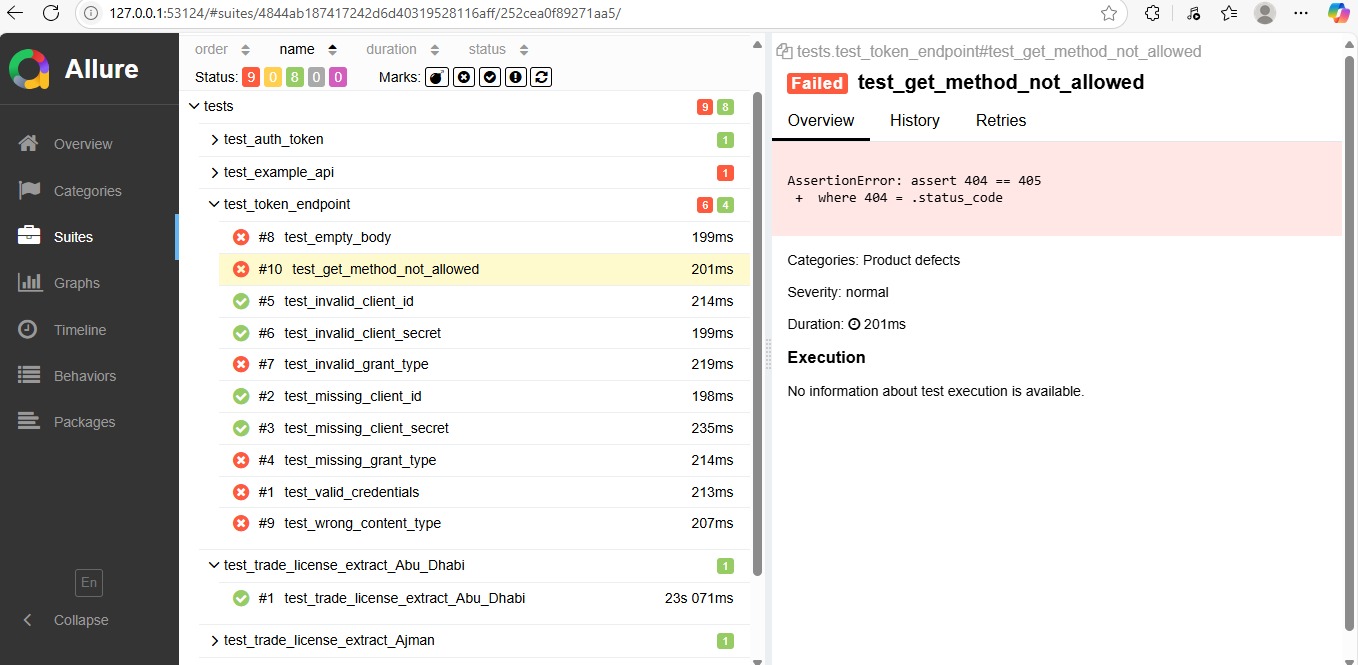 127.0.0.1:53124/#suites/4844ab187417242d6d40319528116aff/252cea0f89271aa5/
Allure
Overview
Categories
Suites
Graphs
Timeline
Behaviors
Packages
En
Collapse
order name duration status
Status: 9 0 8 0 0 Marks:
tests 9 8
test_auth_token 1
test_example_api 1
test_token_endpoint 6 4
#8 test_empty_body 199ms
#10 test_get_method_not_allowed 201ms
#5 test_invalid_client_id 214ms
#6 test_invalid_client_secret 199ms
#7 test_invalid_grant_type 219ms
#2 test_missing_client_id 198ms
#3 test_missing_client_secret 235ms
#4 test_missing_grant_type 214ms
#1 test_valid_credentials 213ms
#9 test_wrong_content_type 207ms
test_trade_license_extract_Abu_Dhabi 1
#1 test_trade_license_extract_Abu_Dhabi 23s 071ms
test_trade_license_extract_Ajman 1
tests.test_token_endpoint#test_get_method_not_allowed
Failed test_get_method_not_allowed
Overview History Retries
AssertionError: assert 404 == 405
+ where 404 = .status_code
Categories: Product defects
Severity: normal
Duration: 201ms
Execution
No information about test execution is available.